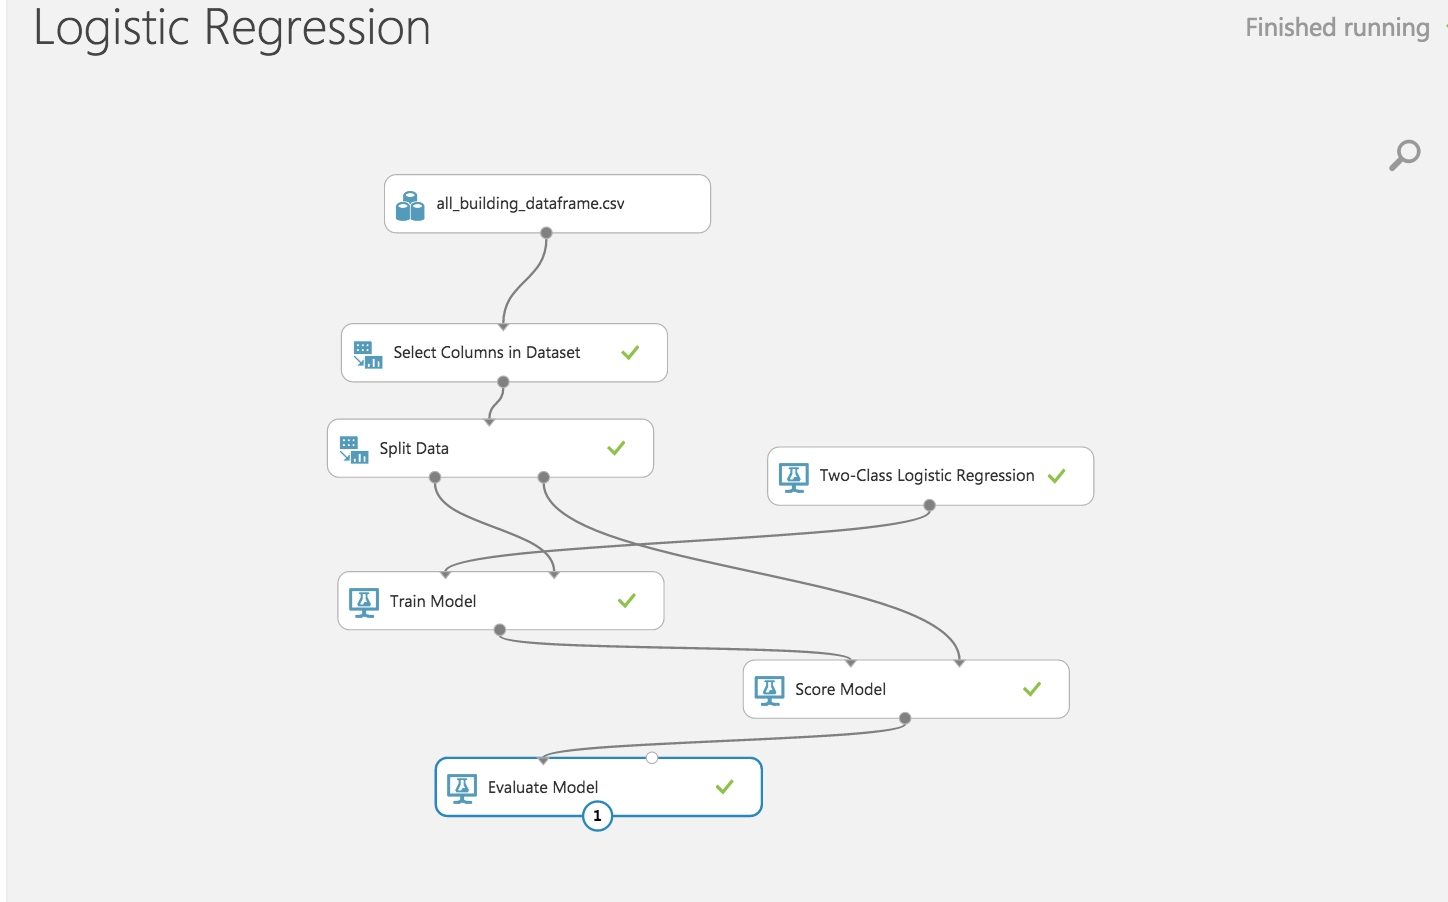 Logistic Regression
Finished running
all_building_dataframe.csv
Select Columns in Dataset
Split Data
Two-Class Logistic Regression
Train Model
Score Model
Evaluate Model
1